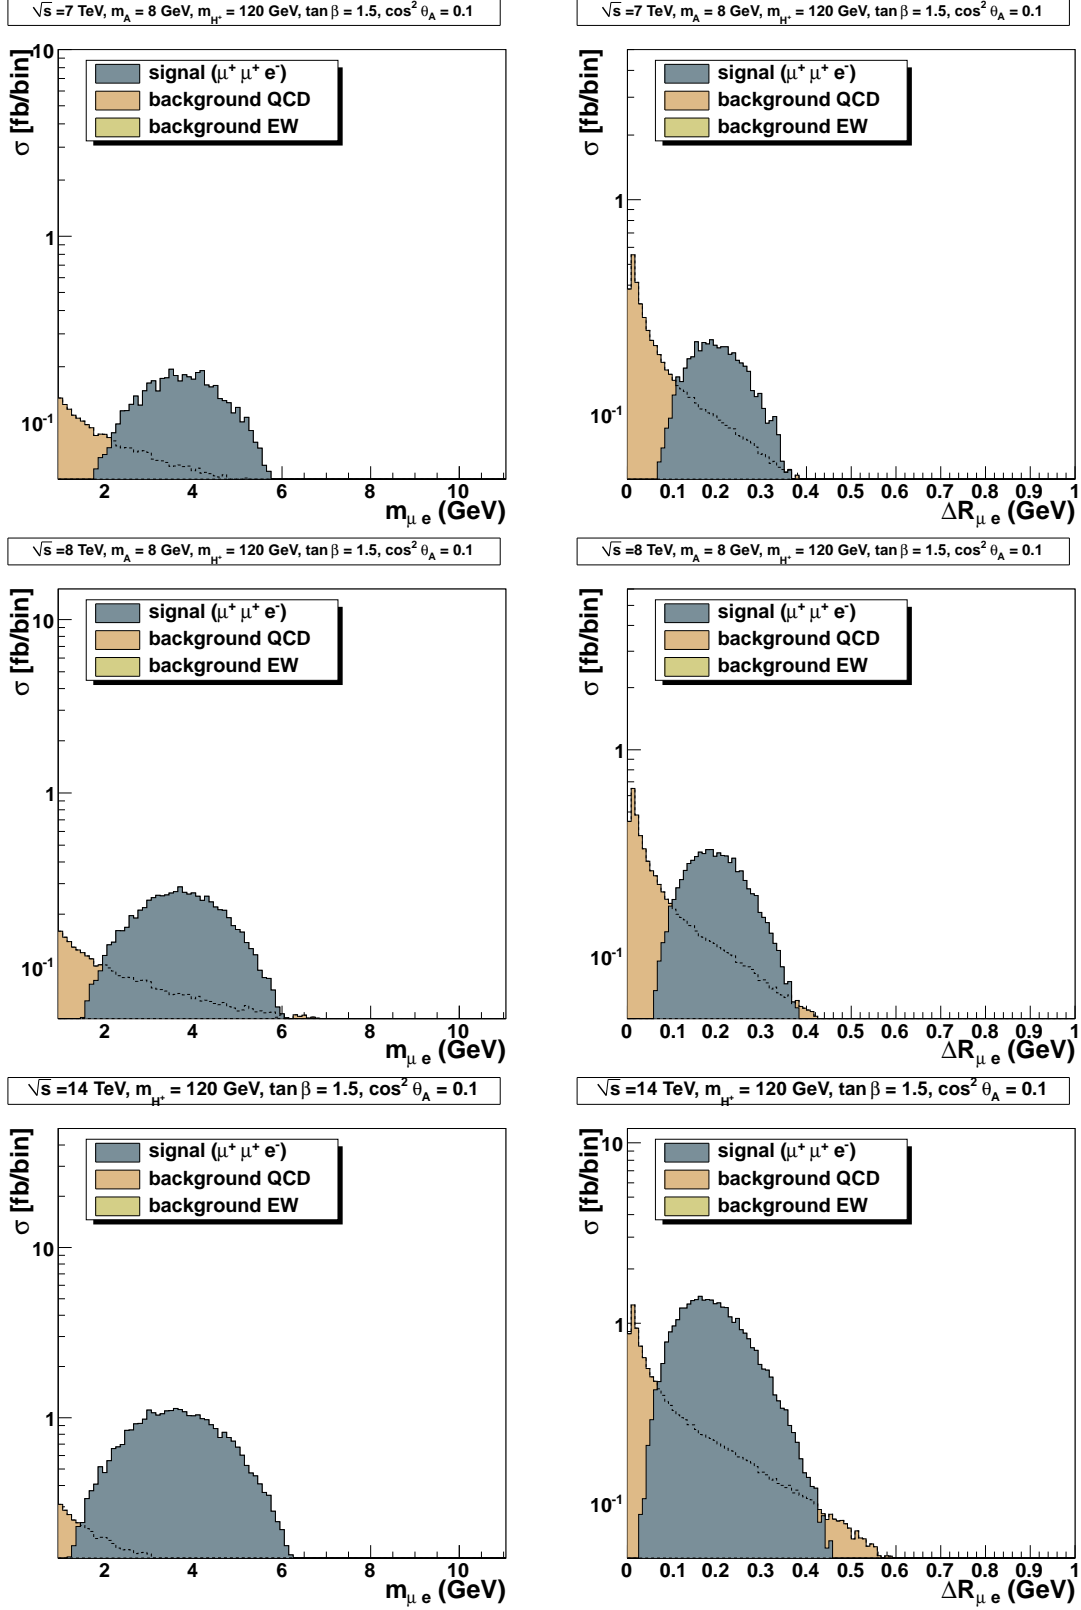 √s =7 TeV, m_A = 8 GeV, m_H⁺ = 120 GeV, tan β = 1.5, cos² θ_A = 0.1
σ [fb/bin]
10
1
10⁻¹
signal (μ⁺ μ⁺ e⁻)
background QCD
background EW
2 4 6 8 10
m_μ e (GeV)
√s =7 TeV, m_A = 8 GeV, m_H⁺ = 120 GeV, tan β = 1.5, cos² θ_A = 0.1
σ [fb/bin]
1
10⁻¹
signal (μ⁺ μ⁺ e⁻)
background QCD
background EW
0 0.1 0.2 0.3 0.4 0.5 0.6 0.7 0.8 0.9 1
ΔR_μ e (GeV)
√s =8 TeV, m_A = 8 GeV, m_H⁺ = 120 GeV, tan β = 1.5, cos² θ_A = 0.1
σ [fb/bin]
10
1
10⁻¹
signal (μ⁺ μ⁺ e⁻)
background QCD
background EW
2 4 6 8 10
m_μ e (GeV)
√s =8 TeV, m_A = 8 GeV, m_H⁺ = 120 GeV, tan β = 1.5, cos² θ_A = 0.1
σ [fb/bin]
1
10⁻¹
signal (μ⁺ μ⁺ e⁻)
background QCD
background EW
0 0.1 0.2 0.3 0.4 0.5 0.6 0.7 0.8 0.9 1
ΔR_μ e (GeV)
√s =14 TeV, m_H⁺ = 120 GeV, tan β = 1.5, cos² θ_A = 0.1
σ [fb/bin]
10
1
signal (μ⁺ μ⁺ e⁻)
background QCD
background EW
2 4 6 8 10
m_μ e (GeV)
√s =14 TeV, m_H⁺ = 120 GeV, tan β = 1.5, cos² θ_A = 0.1
σ [fb/bin]
10
1
10⁻¹
signal (μ⁺ μ⁺ e⁻)
background QCD
background EW
0 0.1 0.2 0.3 0.4 0.5 0.6 0.7 0.8 0.9 1
ΔR_μ e (GeV)